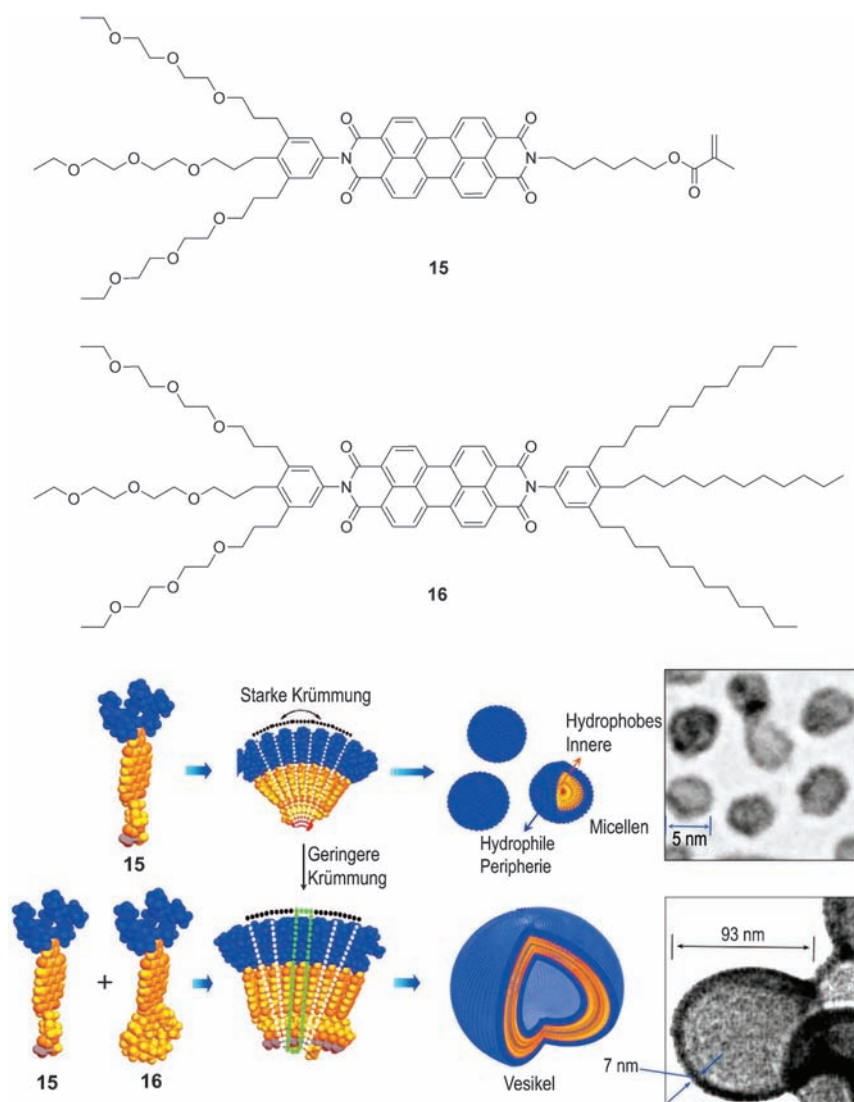 O
O
O
O O
O O O N N O
O
O O
O
O
O
15
O
O
O
O O
O O O N N
O O
O
O
O
16
Starke Krümmung
Hydrophobes
Innere
Micellen
Hydrophile
Peripherie
5 nm
15
Geringere
Krümmung
93 nm
+
7 nm
15 16
Vesikel